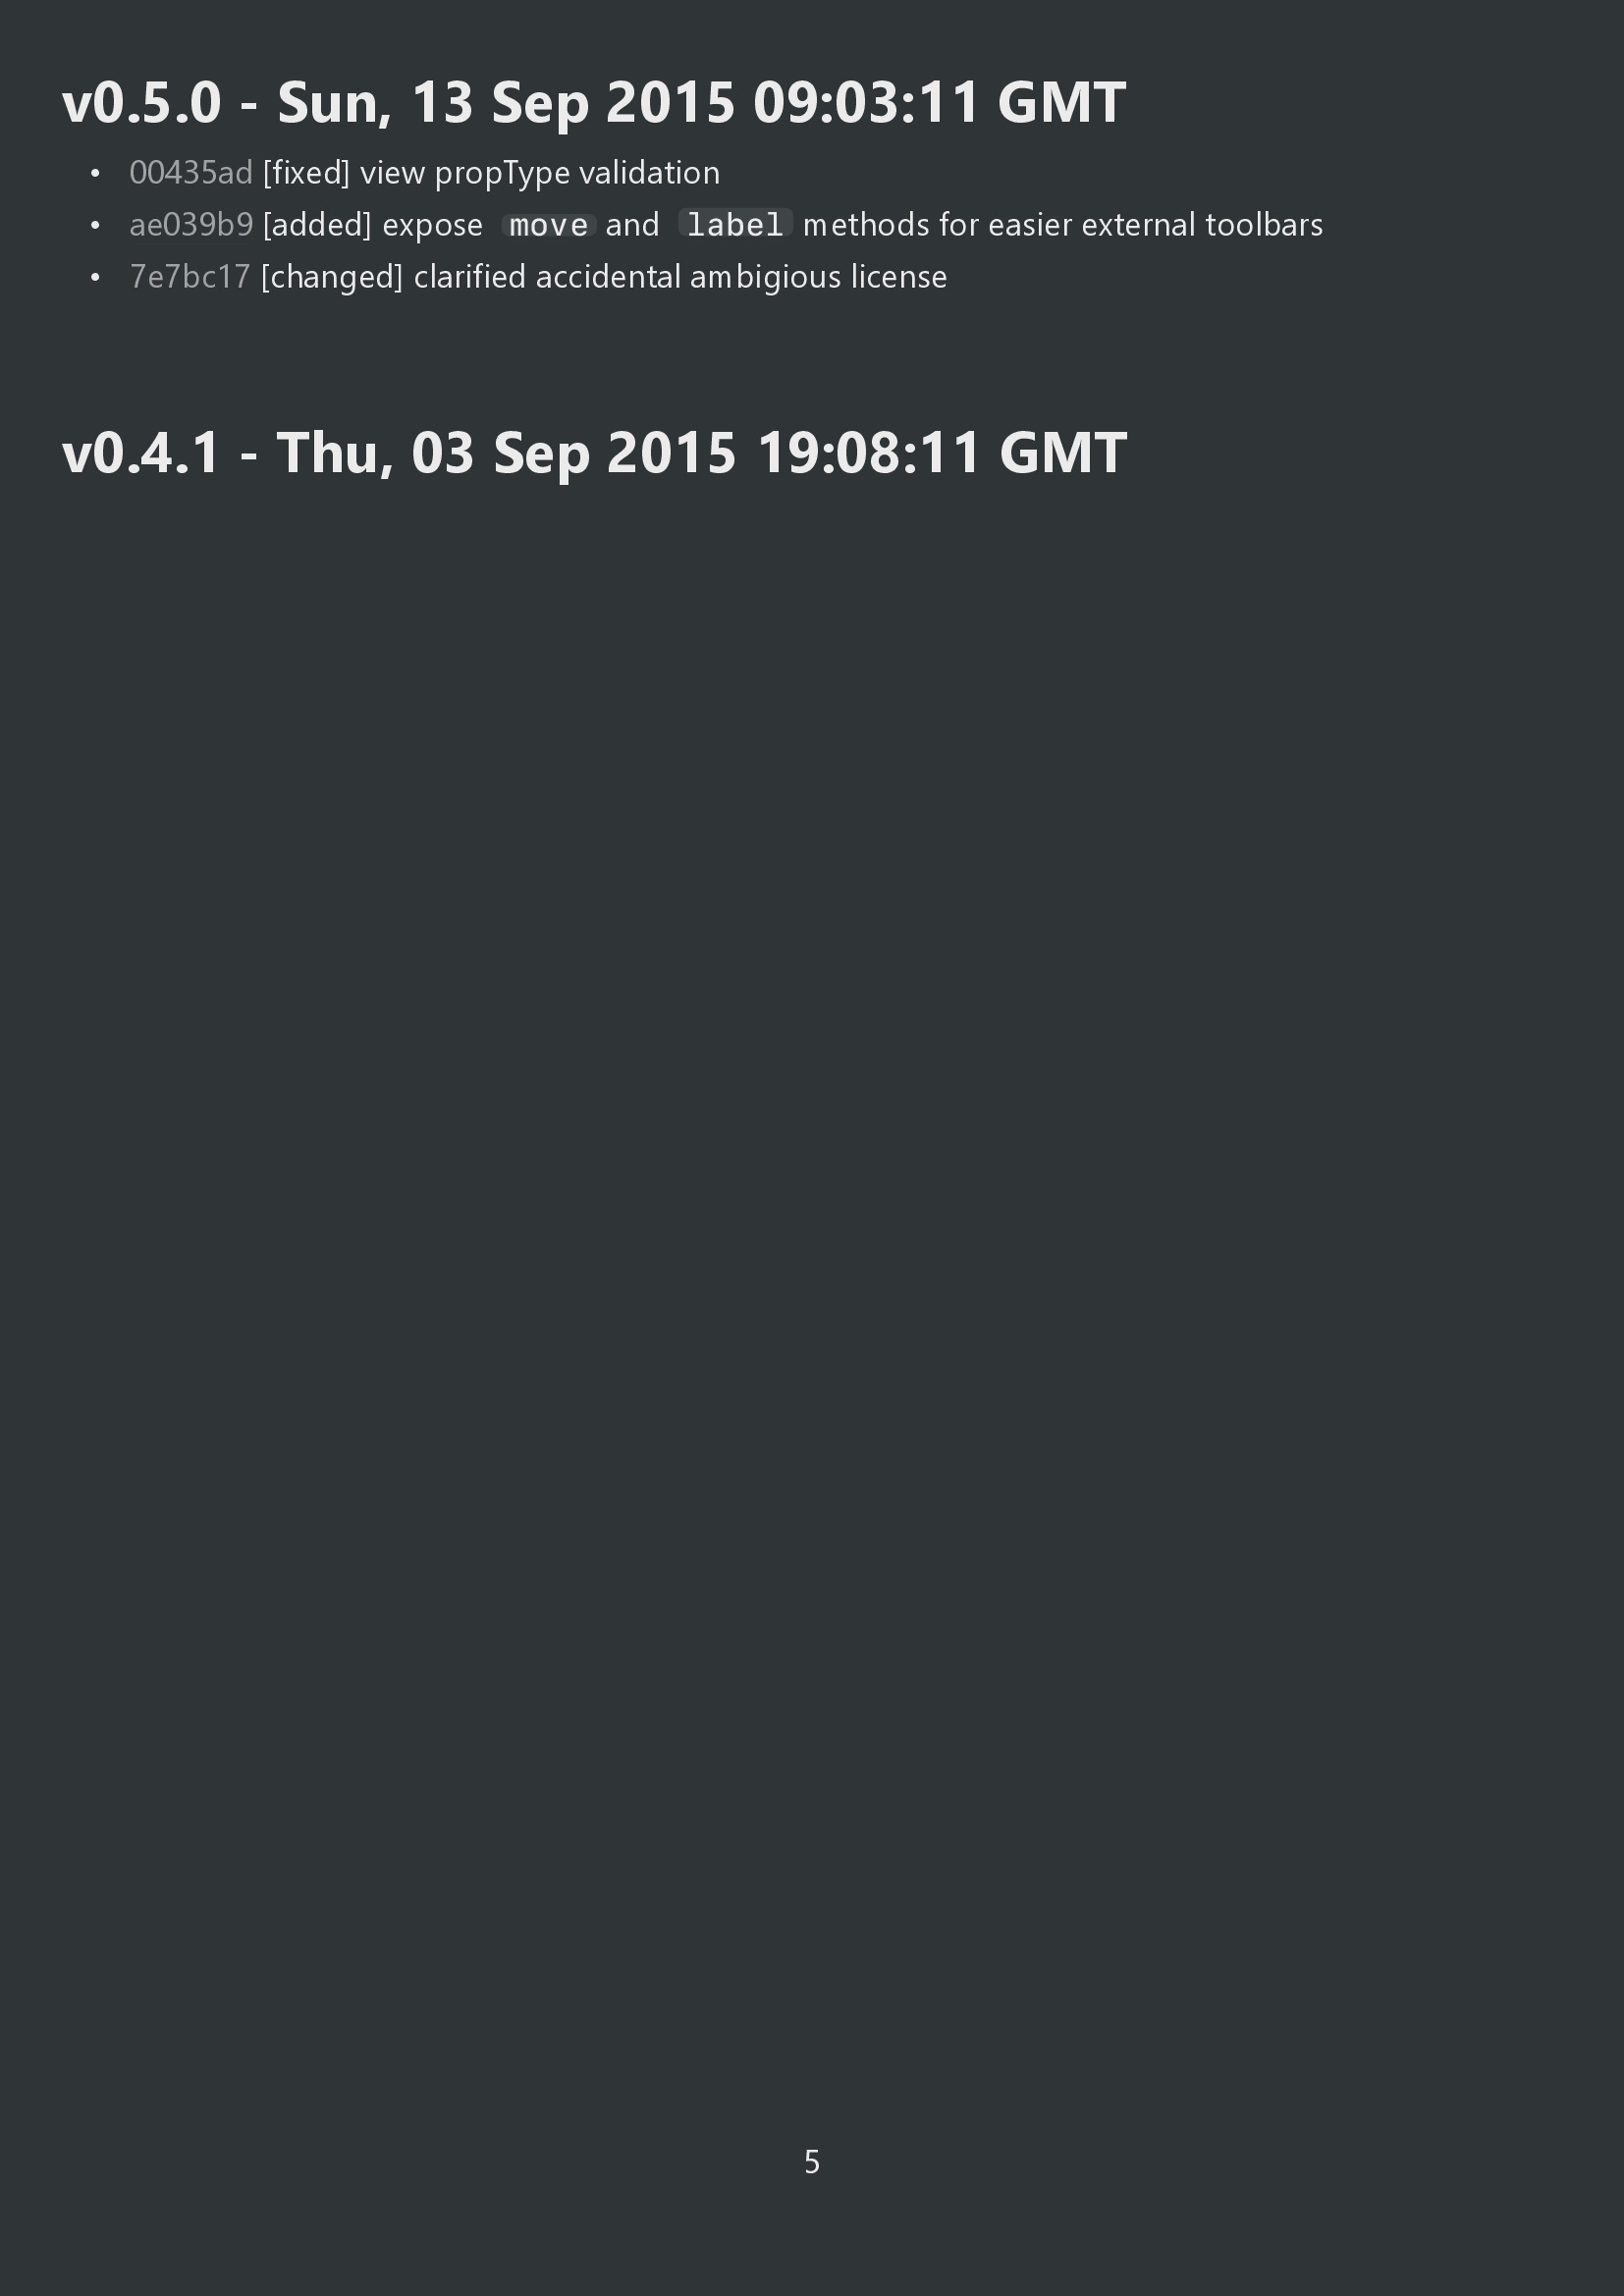 v0.5.0 - Sun, 13 Sep 2015 09:03:11 GMT
• 00435ad [fixed] view propType validation
• ae039b9 [added] expose move and label methods for easier external toolbars
• 7e7bc17 [changed] clarified accidental ambigious license
v0.4.1 - Thu, 03 Sep 2015 19:08:11 GMT
5